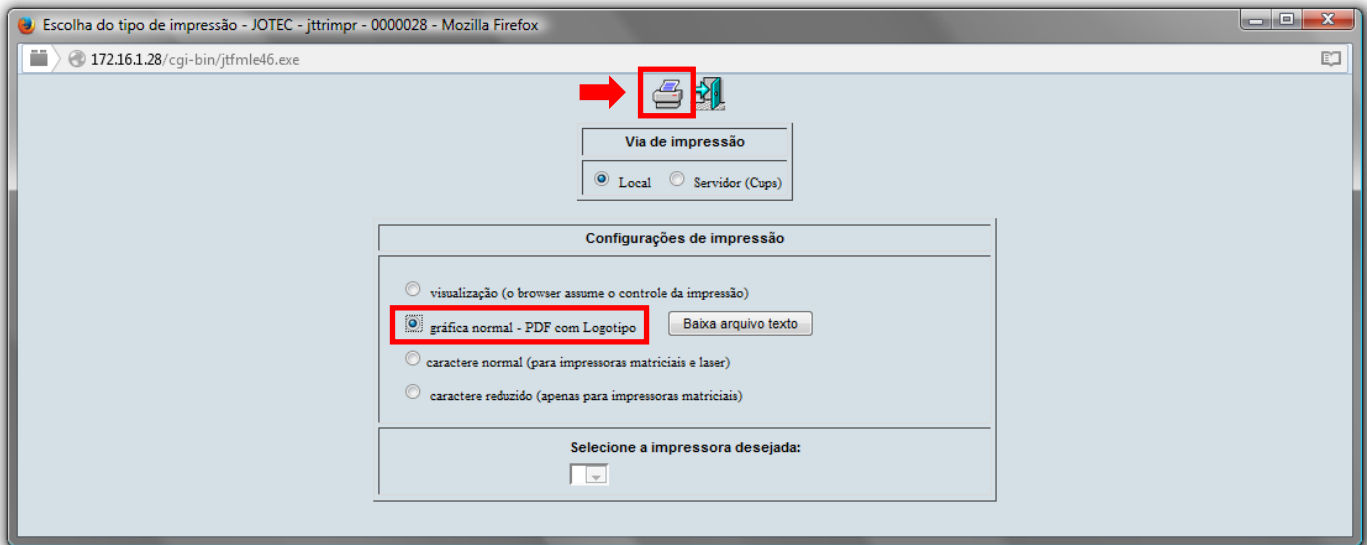 Escolha do tipo de impressão - JOTEC - jttrimpr - 0000028 - Mozilla Firefox
172.16.1.28/cgi-bin/jtfmle46.exe
Via de impressão
Local Servidor (Cups)
Configurações de impressão
visualização (o browser assume o controle da impressão)
gráfica normal - PDF com Logotipo Baixa arquivo texto
caractere normal (para impressoras matriciais e laser)
caractere reduzido (apenas para impressoras matriciais)
Selecione a impressora desejada: